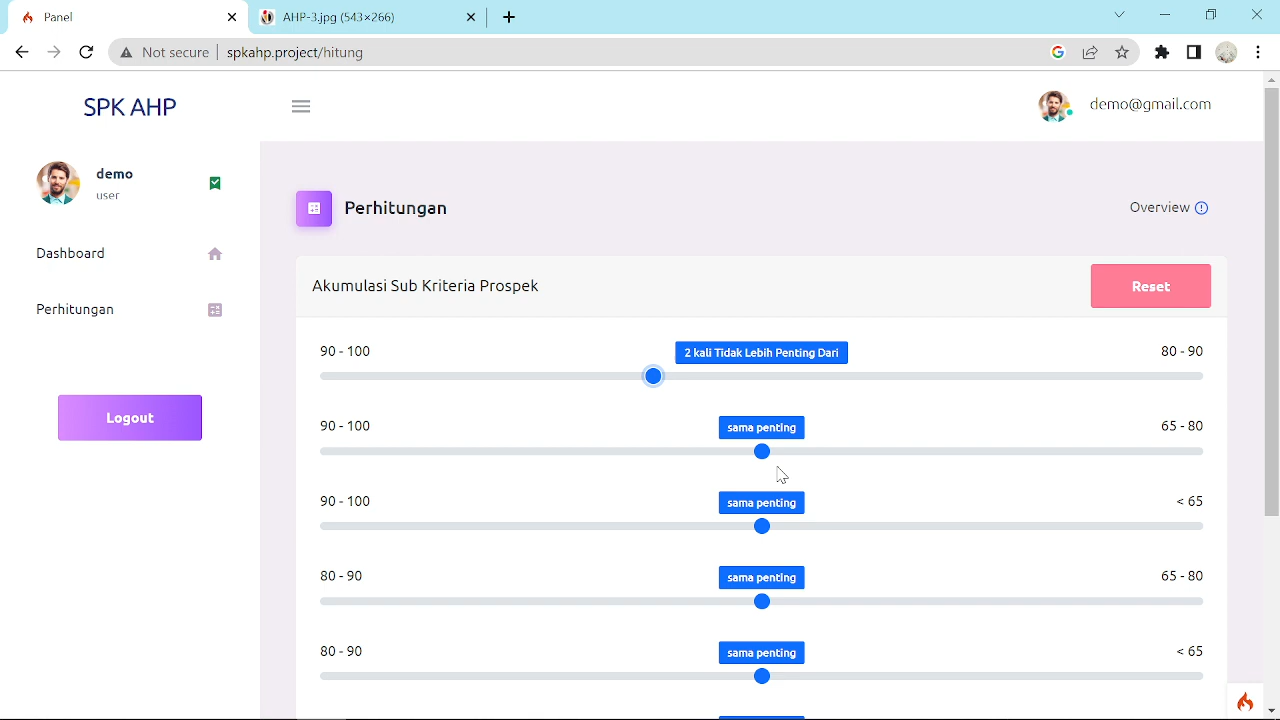 Panel
AHP-3.jpg (543×266)
Not secure
spkahp.project/hitung
SPK AHP
demo@gmail.com
demo
user
Dashboard
Perhitungan
Logout
Perhitungan
Overview
Akumulasi Sub Kriteria Prospek
Reset
90 - 100
2 kali Tidak Lebih Penting Dari
80 - 90
90 - 100
sama penting
65 - 80
90 - 100
sama penting
< 65
80 - 90
sama penting
65 - 80
80 - 90
sama penting
< 65